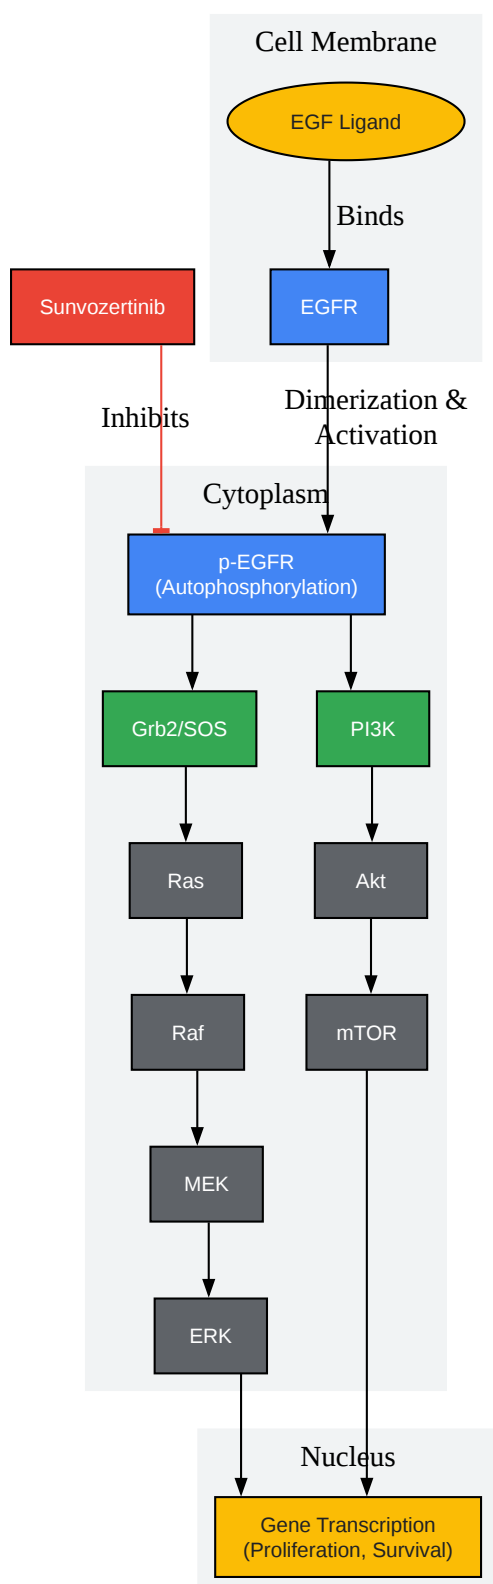 Cell Membrane
EGF Ligand
Binds
Sunvozertinib
EGFR
Inhibits
Dimerization &
Activation
Cytoplasm
p-EGFR
(Autophosphorylation)
Grb2/SOS
PI3K
Ras
Akt
Raf
mTOR
MEK
ERK
Nucleus
Gene Transcription
(Proliferation, Survival)